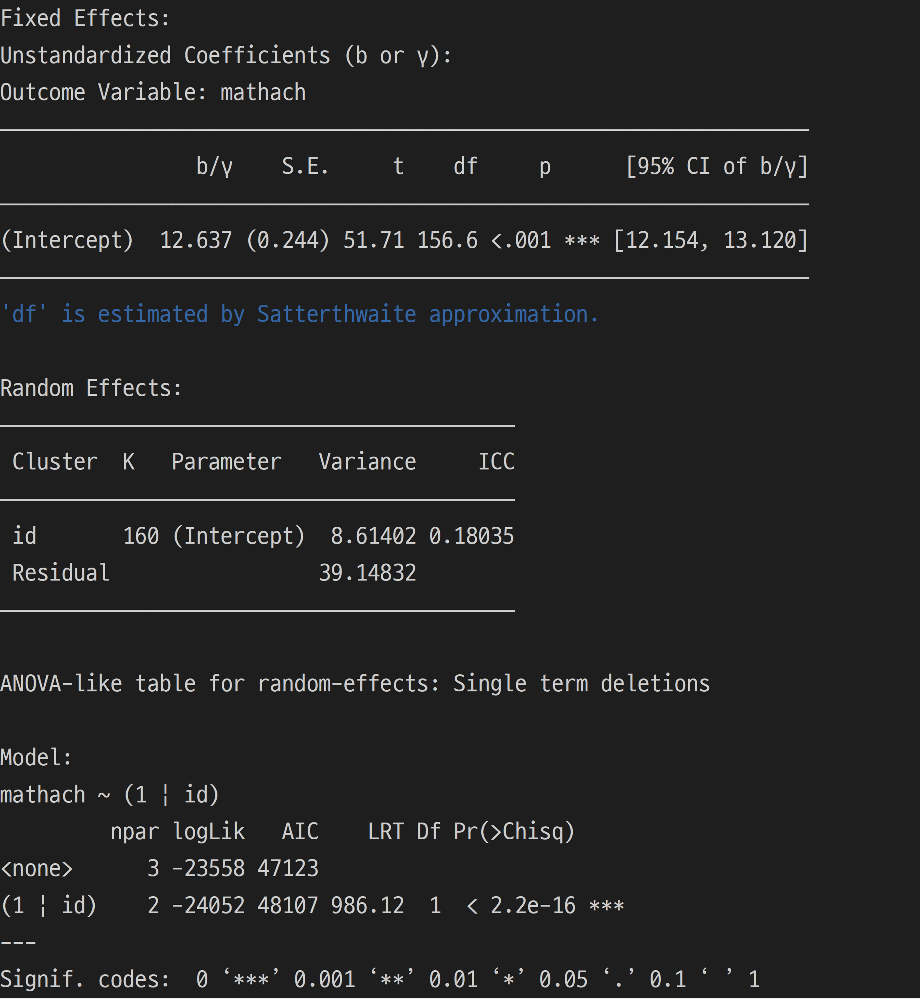 Fixed Effects:
Unstandardized Coefficients (b or γ):
Outcome Variable: mathach
b/γ S.E. t df p [95% CI of b/γ]
(Intercept) 12.637 (0.244) 51.71 156.6 <.001 *** [12.154, 13.120]
'df' is estimated by Satterthwaite approximation.
Random Effects:
Cluster K Parameter Variance ICC
id 160 (Intercept) 8.61402 0.18035
Residual 39.14832
ANOVA-like table for random-effects: Single term deletions
Model:
mathach ~ (1 | id)
npar logLik AIC LRT Df Pr(>Chisq)
<none> 3 -23558 47123
(1 | id) 2 -24052 48107 986.12 1 < 2.2e-16 ***
---
Signif. codes: 0 ‘***’ 0.001 ‘**’ 0.01 ‘*’ 0.05 ‘.’ 0.1 ‘ ’ 1